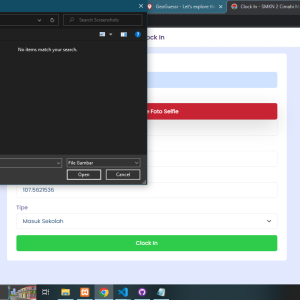 GeoGuessr - Let's explore th
Clock In - SMKN 2 Cimahi
Search Screenshots
Clock In
No items match your search.
e Foto Selfie
File Gambar
Open
Cancel
107.5621536
Tipe
Masuk Sekolah
Clock In